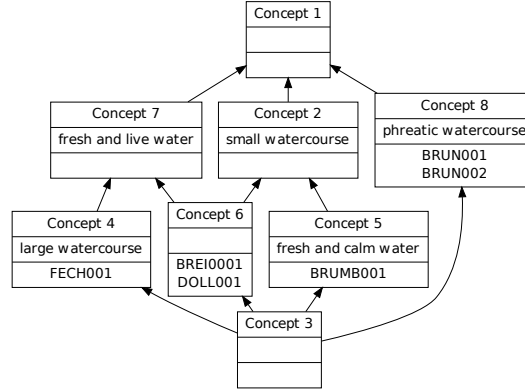 Concept 1
Concept 7
fresh and live water
Concept 2
small watercourse
Concept 8
phreatic watercourse
BRUN001
BRUN002
Concept 4
large watercourse
FECH001
Concept 6
BREI0001
DOLL001
Concept 5
fresh and calm water
BRUMB001
Concept 3